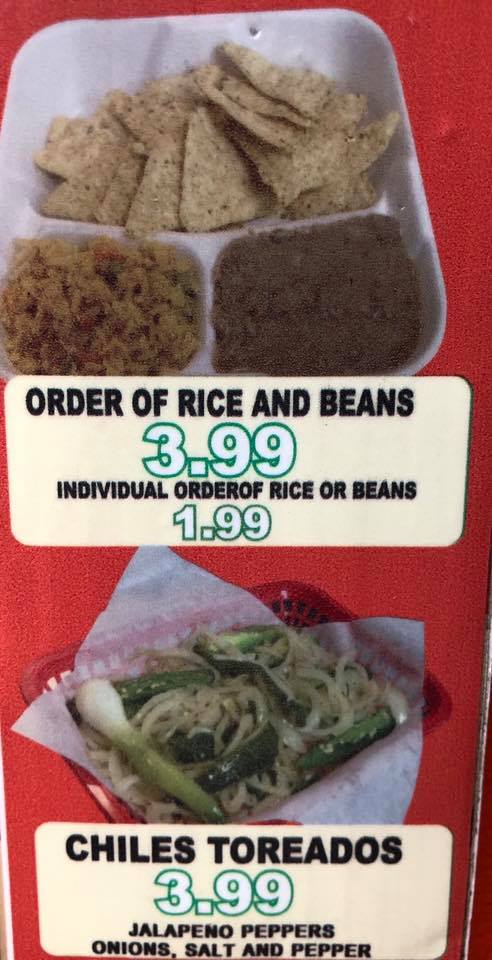 ORDER OF RICE AND BEANS
3.99
INDIVIDUAL ORDEROF RICE OR BEANS
1.99
CHILES TOREADOS
3.99
JALAPENO PEPPERS
ONIONS, SALT AND PEPPER